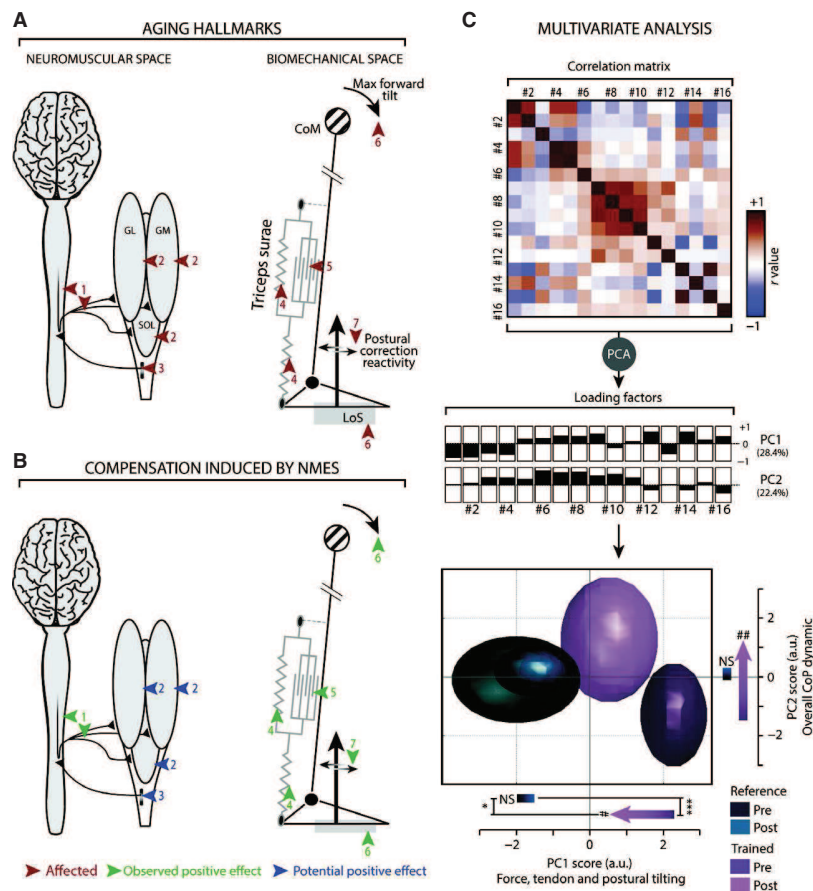 A
AGING HALLMARKS
NEUROMUSCULAR SPACE
BIOMECHANICAL SPACE
Max forward
tilt
CoM
6
GL
GM
Triceps surae
2
2
5
1
4
SOL
2
7
Postural
correction
reactivity
3
4
LoS
6
B
COMPENSATION INDUCED BY NMES
6
2
2
5
1
4
7
2
3
4
6
Affected
Observed positive effect
Potential positive effect
C
MULTIVARIATE ANALYSIS
Correlation matrix
#2 #4 #6 #8 #10 #12 #14 #16
#2
#4
#6
#8
#10
#12
#14
#16
+1
r value
−1
PCA
Loading factors
+1
0
−1
PC1
(28.4%)
PC2
(22.4%)
#2 #4 #6 #8 #10 #12 #14 #16
2
0
−2
NS
##
PC2 score (a.u.)
Overall CoP dynamic
*
NS
#
***
−2 0 2
PC1 score (a.u.)
Force, tendon and postural tilting
Reference
Pre
Post
Trained
Pre
Post